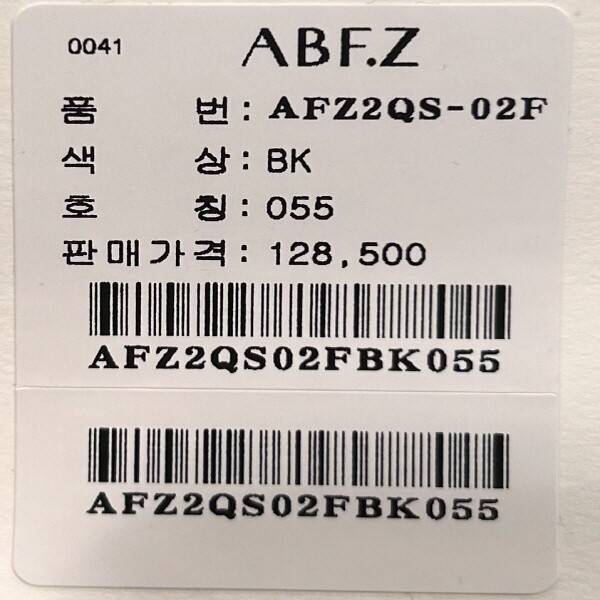 0041 ABF.Z
품 번 : AFZ2QS-02F
색 상 : BK
호 칭 : 055
판매가격 : 128,500
AFZ2QS02FBK055
AFZ2QS02FBK055